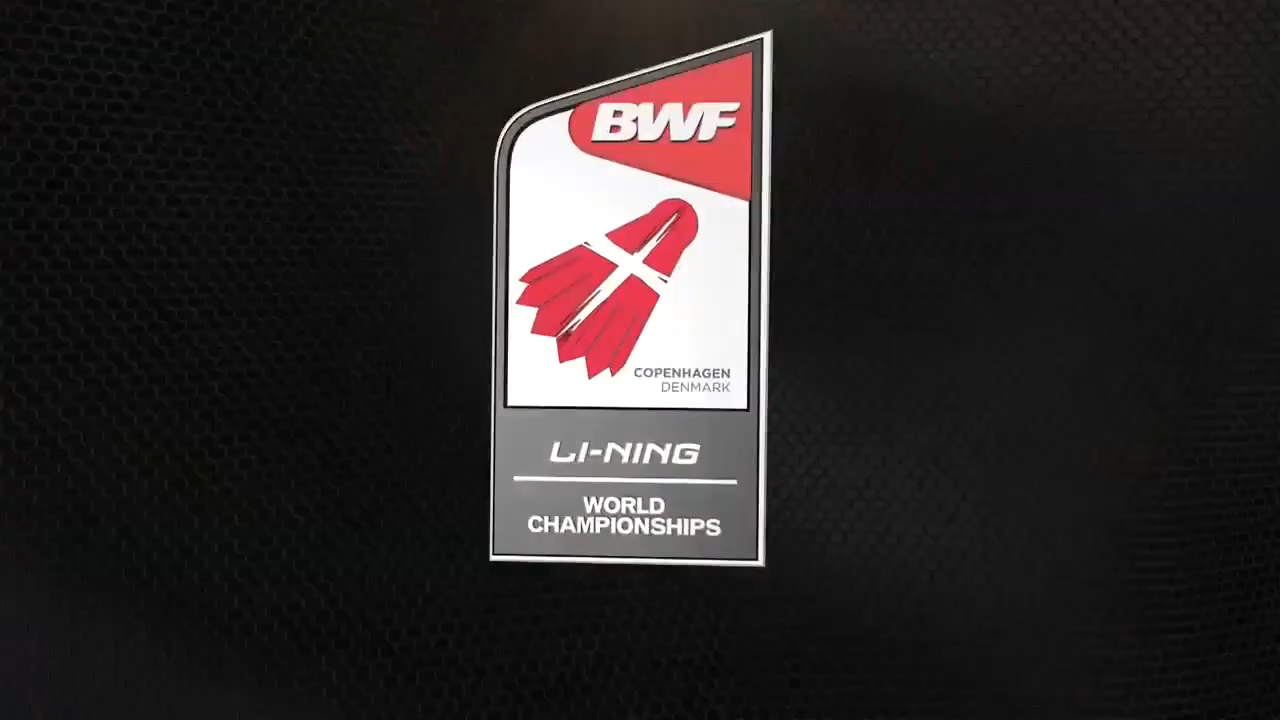 BWF
COPENHAGEN
DENMARK
LI-NING
WORLD
CHAMPIONSHIPS